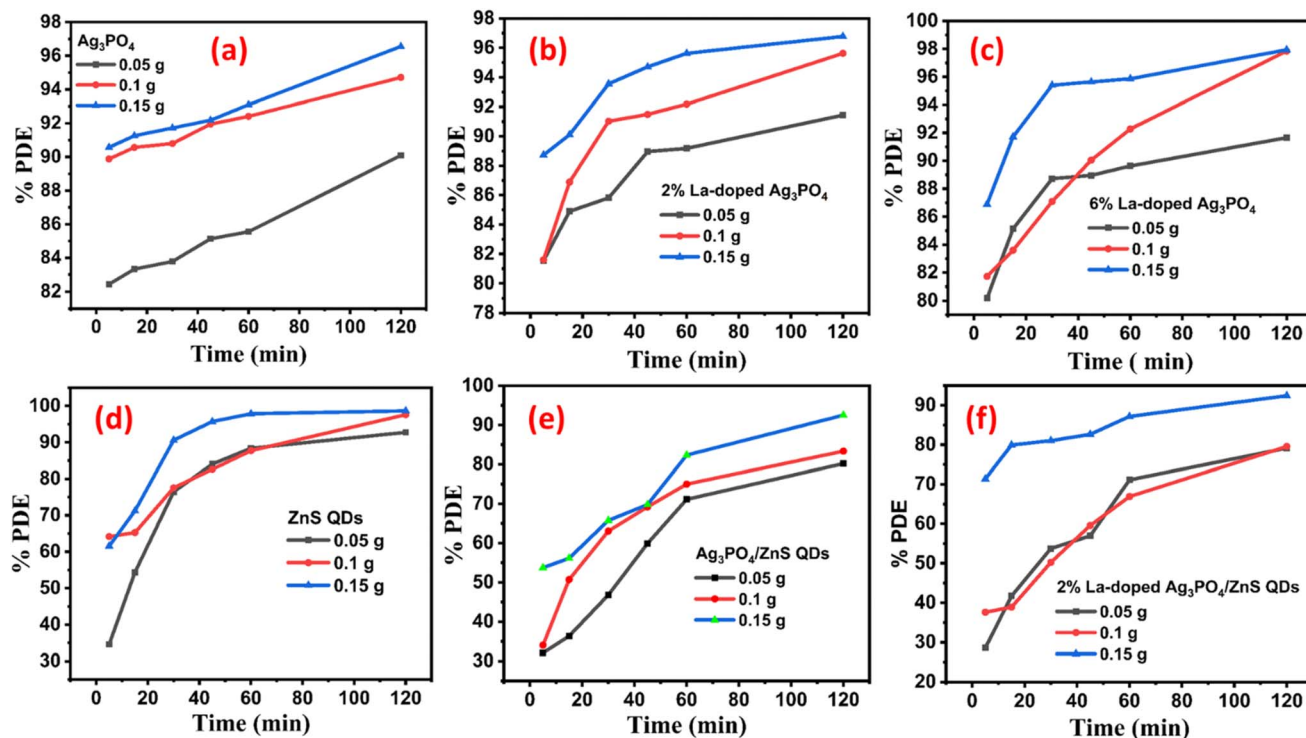 Ag₃PO₄
0.05 g
0.1 g
0.15 g
(a)
% PDE
98
96
94
92
90
88
86
84
82
0 20 40 60 80 100 120
Time (min)
(b)
% PDE
98
96
94
92
90
88
86
84
82
80
78
2% La-doped Ag₃PO₄
0.05 g
0.1 g
0.15 g
0 20 40 60 80 100 120
Time (min)
(c)
% PDE
100
98
96
94
92
90
88
86
84
82
80
6% La-doped Ag₃PO₄
0.05 g
0.1 g
0.15 g
0 20 40 60 80 100 120
Time ( min)
(d)
% PDE
100
90
80
70
60
50
40
30
ZnS QDs
0.05 g
0.1 g
0.15 g
0 20 40 60 80 100 120
Time (min)
(e)
% PDE
100
90
80
70
60
50
40
30
Ag₃PO₄/ZnS QDs
0.05 g
0.1 g
0.15 g
0 20 40 60 80 100 120
Time (min)
(f)
% PDE
100
90
80
70
60
50
40
30
20
2% La-doped Ag₃PO₄/ZnS QDs
0.05 g
0.1 g
0.15 g
0 20 40 60 80 100 120
Time (min)